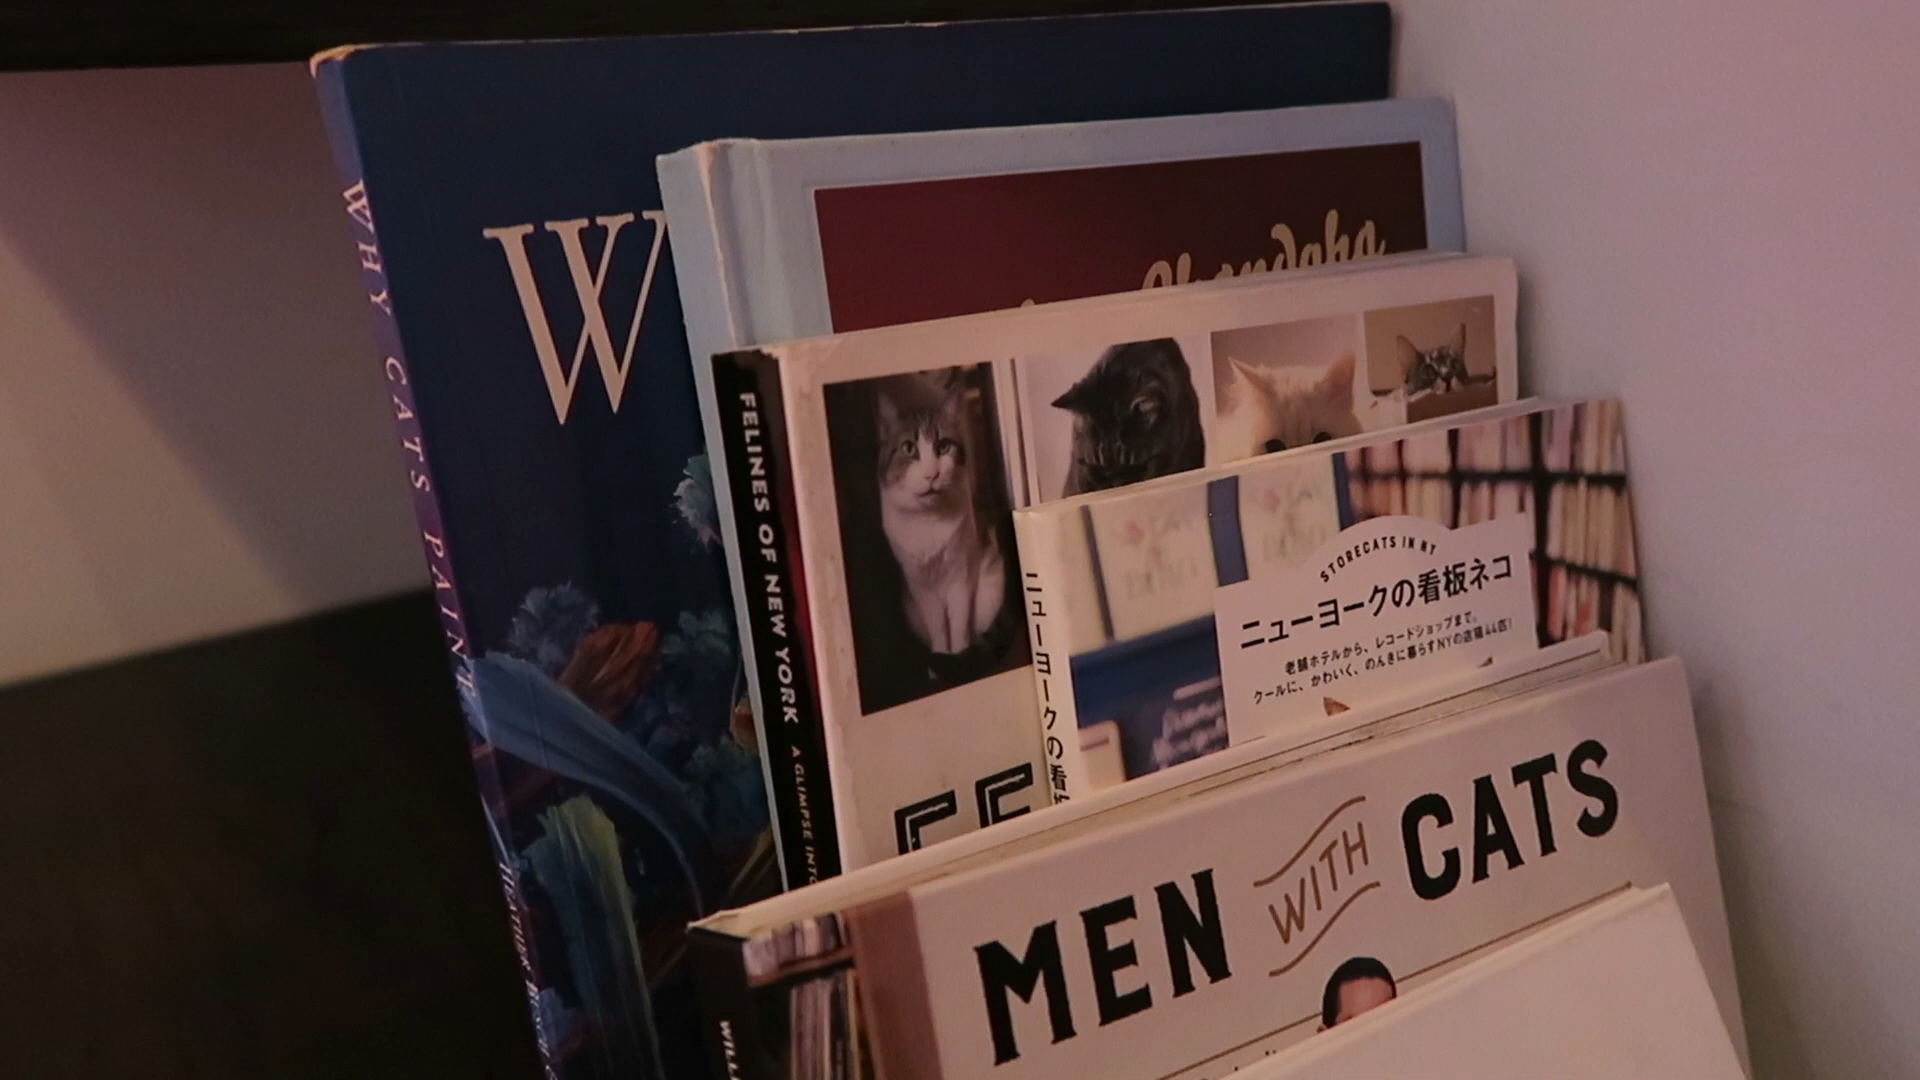 WHY CATS PAINT
W
Shandaha
FELINES OF NEW YORK A GLIMPSE INTO
FE
ニューヨークの看板
STORECATS IN NY
ニューヨークの看板ネコ
老舗ホテルから、レコードショップまで。
クールに、かわいく、のんきに暮らすNYの店猫44匹!
MEN WITH CATS
WILL